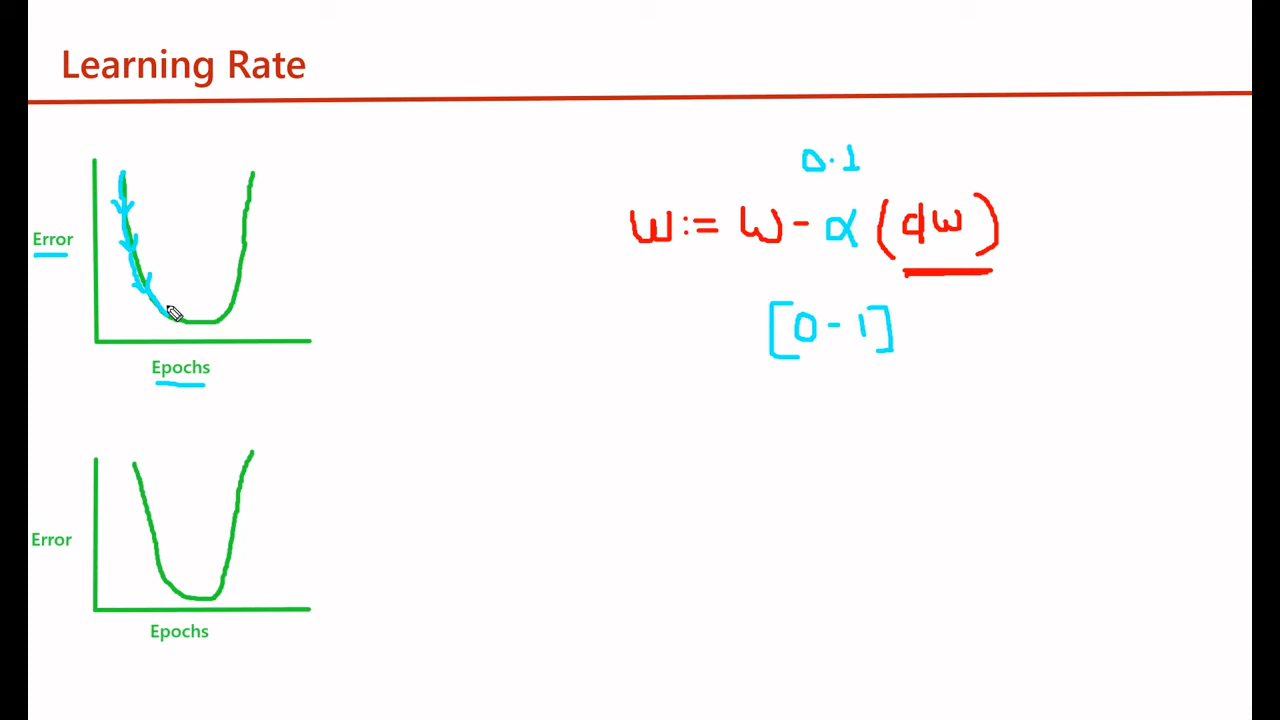 Learning Rate
0.1
w := w - α (dw)
[0 - 1]
Error
Epochs
Error
Epochs